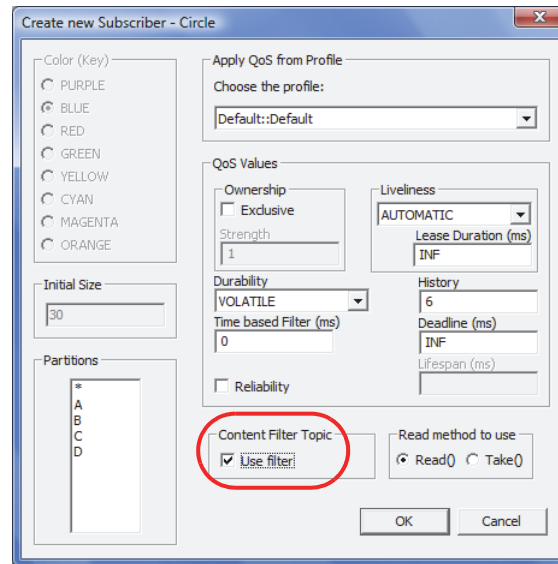 Create new Subscriber - Circle
Color (Key)
PURPLE
BLUE
RED
GREEN
YELLOW
CYAN
MAGENTA
ORANGE
Initial Size
30
Partitions
*
A
B
C
D
Apply QoS from Profile
Choose the profile:
Default::Default
QoS Values
Ownership
Exclusive
Strength
1
Liveliness
AUTOMATIC
Lease Duration (ms)
INF
Durability
VOLATILE
Time based Filter (ms)
0
Reliability
History
6
Deadline (ms)
INF
Lifespan (ms)
Content Filter Topic
Use filter
Read method to use
Read() Take()
OK Cancel